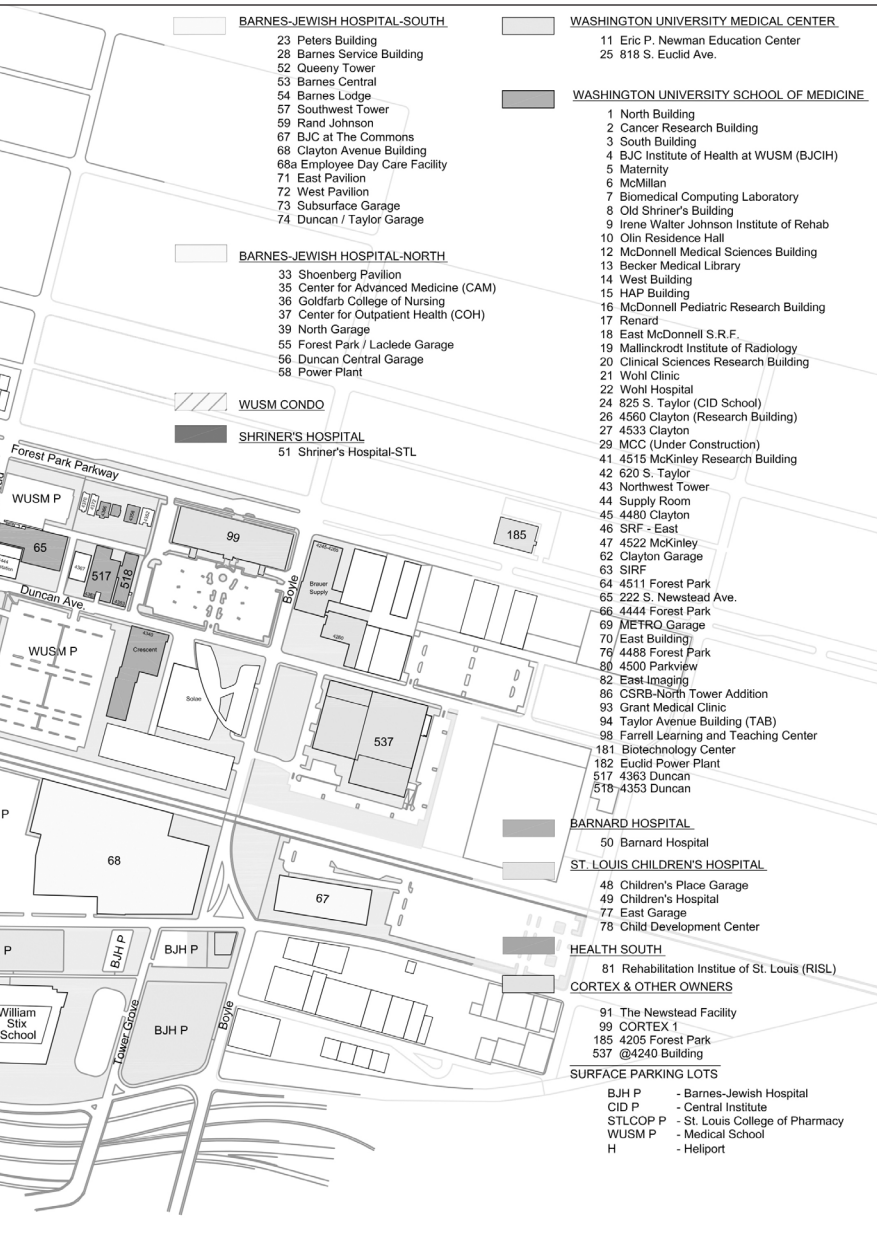 BARNES-JEWISH HOSPITAL-SOUTH
23 Peters Building
28 Barnes Service Building
52 Queeny Tower
53 Barnes Central
54 Barnes Lodge
57 Southwest Tower
59 Rand Johnson
67 BJC at The Commons
68 Clayton Avenue Building
68a Employee Day Care Facility
71 East Pavilion
72 West Pavilion
73 Subsurface Garage
74 Duncan / Taylor Garage
BARNES-JEWISH HOSPITAL-NORTH
33 Shoenberg Pavilion
35 Center for Advanced Medicine (CAM)
36 Goldfarb College of Nursing
37 Center for Outpatient Health (COH)
39 North Garage
55 Forest Park / Laclede Garage
56 Duncan Central Garage
58 Power Plant
WUSM CONDO
SHRINER'S HOSPITAL
51 Shriner's Hospital-STL
WASHINGTON UNIVERSITY MEDICAL CENTER
11 Eric P. Newman Education Center
25 818 S. Euclid Ave.
WASHINGTON UNIVERSITY SCHOOL OF MEDICINE
1 North Building
2 Cancer Research Building
3 South Building
4 BJC Institute of Health at WUSM (BJCIH)
5 Maternity
6 McMillan
7 Biomedical Computing Laboratory
8 Old Shriner's Building
9 Irene Walter Johnson Institute of Rehab
10 Olin Residence Hall
12 McDonnell Medical Sciences Building
13 Becker Medical Library
14 West Building
15 HAP Building
16 McDonnell Pediatric Research Building
17 Renard
18 East McDonnell S.R.F.
19 Mallinckrodt Institute of Radiology
20 Clinical Sciences Research Building
21 Wohl Clinic
22 Wohl Hospital
24 825 S. Taylor (CID School)
26 4560 Clayton (Research Building)
27 4533 Clayton
29 MCC (Under Construction)
41 4515 McKinley Research Building
42 620 S. Taylor
43 Northwest Tower
44 Supply Room
45 4480 Clayton
46 SRF - East
47 4522 McKinley
62 Clayton Garage
63 SIRF
64 4511 Forest Park
65 222 S. Newstead Ave.
66 4444 Forest Park
69 METRO Garage
70 East Building
76 4488 Forest Park
80 4500 Parkview
82 East Imaging
86 CSRB-North Tower Addition
93 Grant Medical Clinic
94 Taylor Avenue Building (TAB)
98 Farrell Learning and Teaching Center
181 Biotechnology Center
182 Euclid Power Plant
517 4363 Duncan
518 4353 Duncan
BARNARD HOSPITAL
50 Barnard Hospital
ST. LOUIS CHILDREN'S HOSPITAL
48 Children's Place Garage
49 Children's Hospital
77 East Garage
78 Child Development Center
HEALTH SOUTH
81 Rehabilitation Institue of St. Louis (RISL)
CORTEX & OTHER OWNERS
91 The Newstead Facility
99 CORTEX 1
185 4205 Forest Park
537 @4240 Building
SURFACE PARKING LOTS
BJH P - Barnes-Jewish Hospital
CID P - Central Institute
STLCOP P - St. Louis College of Pharmacy
WUSM P - Medical School
H - Heliport
Forest Park Parkway
WUSM P
65
517
518
99
Boyle
Brauer
Supply
4260
185
Duncan Ave.
WUSM P
4340
Crescent
Solae
537
P
68
67
P
BJH P
BJH P
William
Stix
School
Tower Grove
BJH P
Boyle